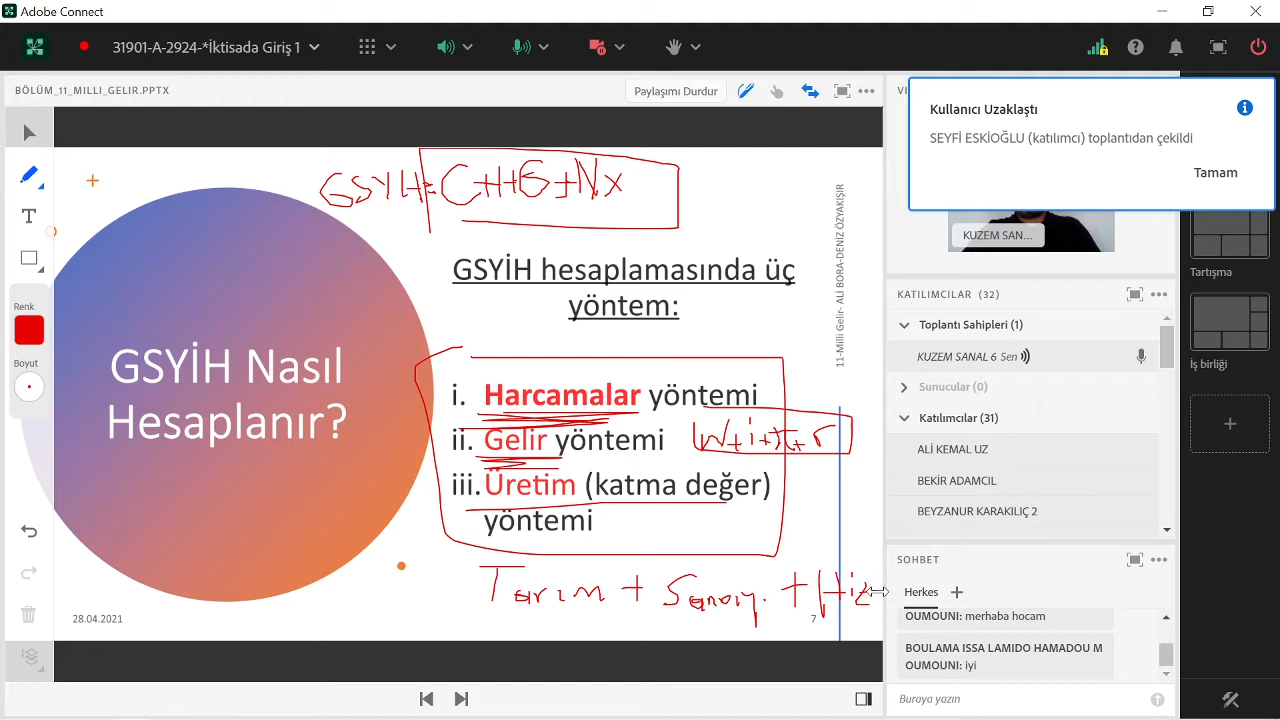 Adobe Connect
31901-A-2924-*İktisada Giriş 1
BÖLÜM_11_MILLI_GELIR.PPTX
Paylaşımı Durdur
Kullanıcı Uzaklaştı
SEYFİ ESKİOĞLU (katılımcı) toplantıdan çekildi
Tamam
KUZEM SAN...
Tartışma
İş birliği
Renk
Boyut
GSYİH Nasıl
Hesaplanır?
GSYİH = C+I+G+Nx
GSYİH hesaplamasında üç
yöntem:
i. Harcamalar yöntemi
ii. Gelir yöntemi
W+i+π+r
iii. Üretim (katma değer)
yöntemi
Tarım + Sanayi + Hiz
28.04.2021
7
11-Milli Gelir- ALİ BORA-DENİZ ÖZYAKIŞIR
KATILIMCILAR (32)
Toplantı Sahipleri (1)
KUZEM SANAL 6 Sen
Sunucular (0)
Katılımcılar (31)
ALİ KEMAL UZ
BEKİR ADAMCIL
BEYZANUR KARAKILIÇ 2
SOHBET
Herkes
OUMOUNI: merhaba hocam
BOULAMA ISSA LAMIDO HAMADOU M
OUMOUNI: iyi
Buraya yazın